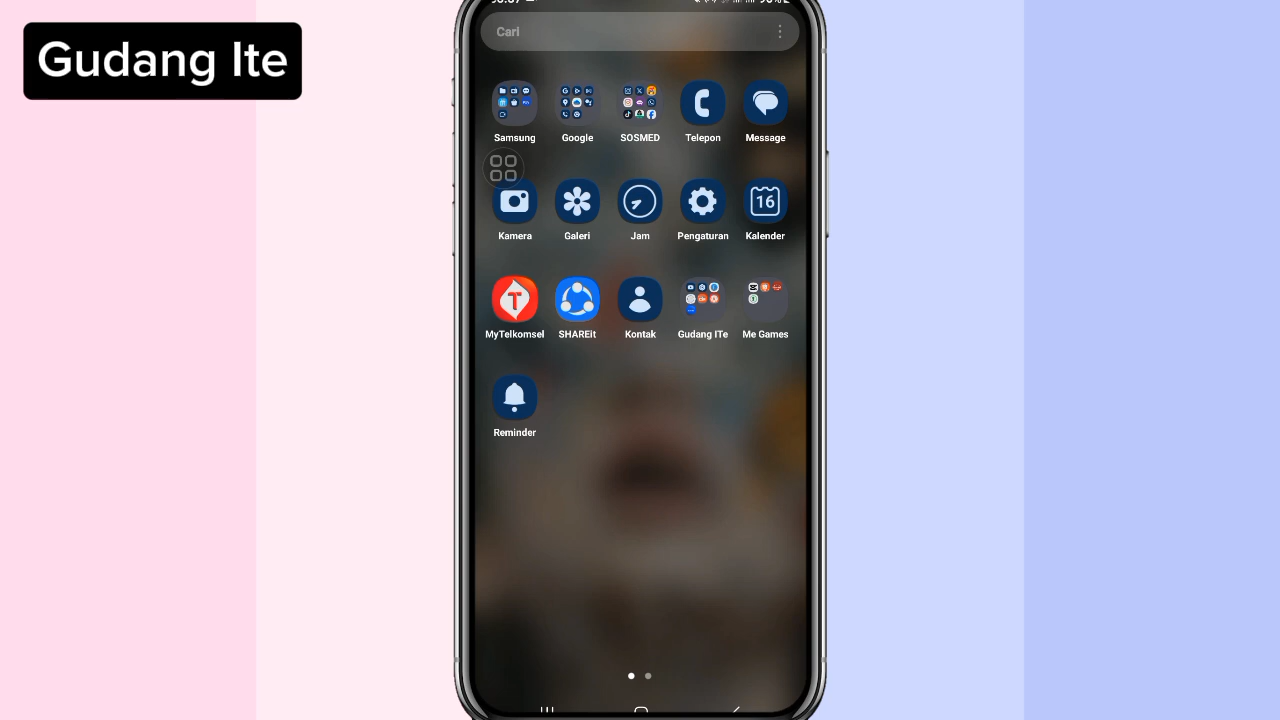 Gudang Ite
Cari
Samsung
Google
SOSMED
Telepon
Message
Kamera
Galeri
Jam
Pengaturan
16
Kalender
MyTelkomsel
SHAREit
Kontak
Gudang ITe
Me Games
Reminder